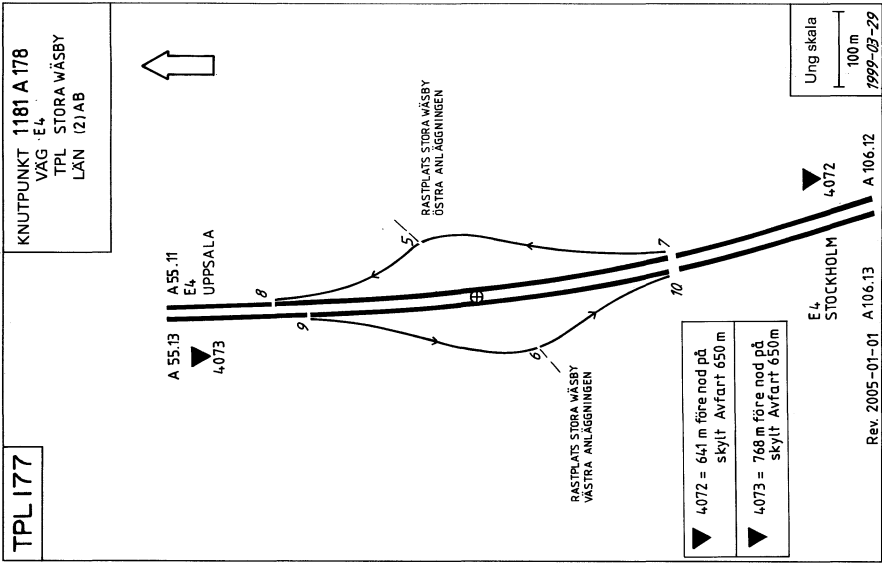 KNUTPUNKT 1181 A 178
VÄG E4
TPL STORA WÄSBY
LÄN (2) AB
TPL 177
A 55.11
E4
UPPSALA
A 55.13
4073
8
9
5
RASTPLATS STORA WÄSBY
ÖSTRA ANLÄGGNINGEN
6
RASTPLATS STORA WÄSBY
VÄSTRA ANLÄGGNINGEN
7
10
4072
A 106.12
E4
STOCKHOLM
A 106.13
4072 = 641 m före nod på
skylt Avfart 650 m
4073 = 768 m före nod på
skylt Avfart 650 m
Ung skala
100 m
1999-03-29
Rev. 2005-01-01